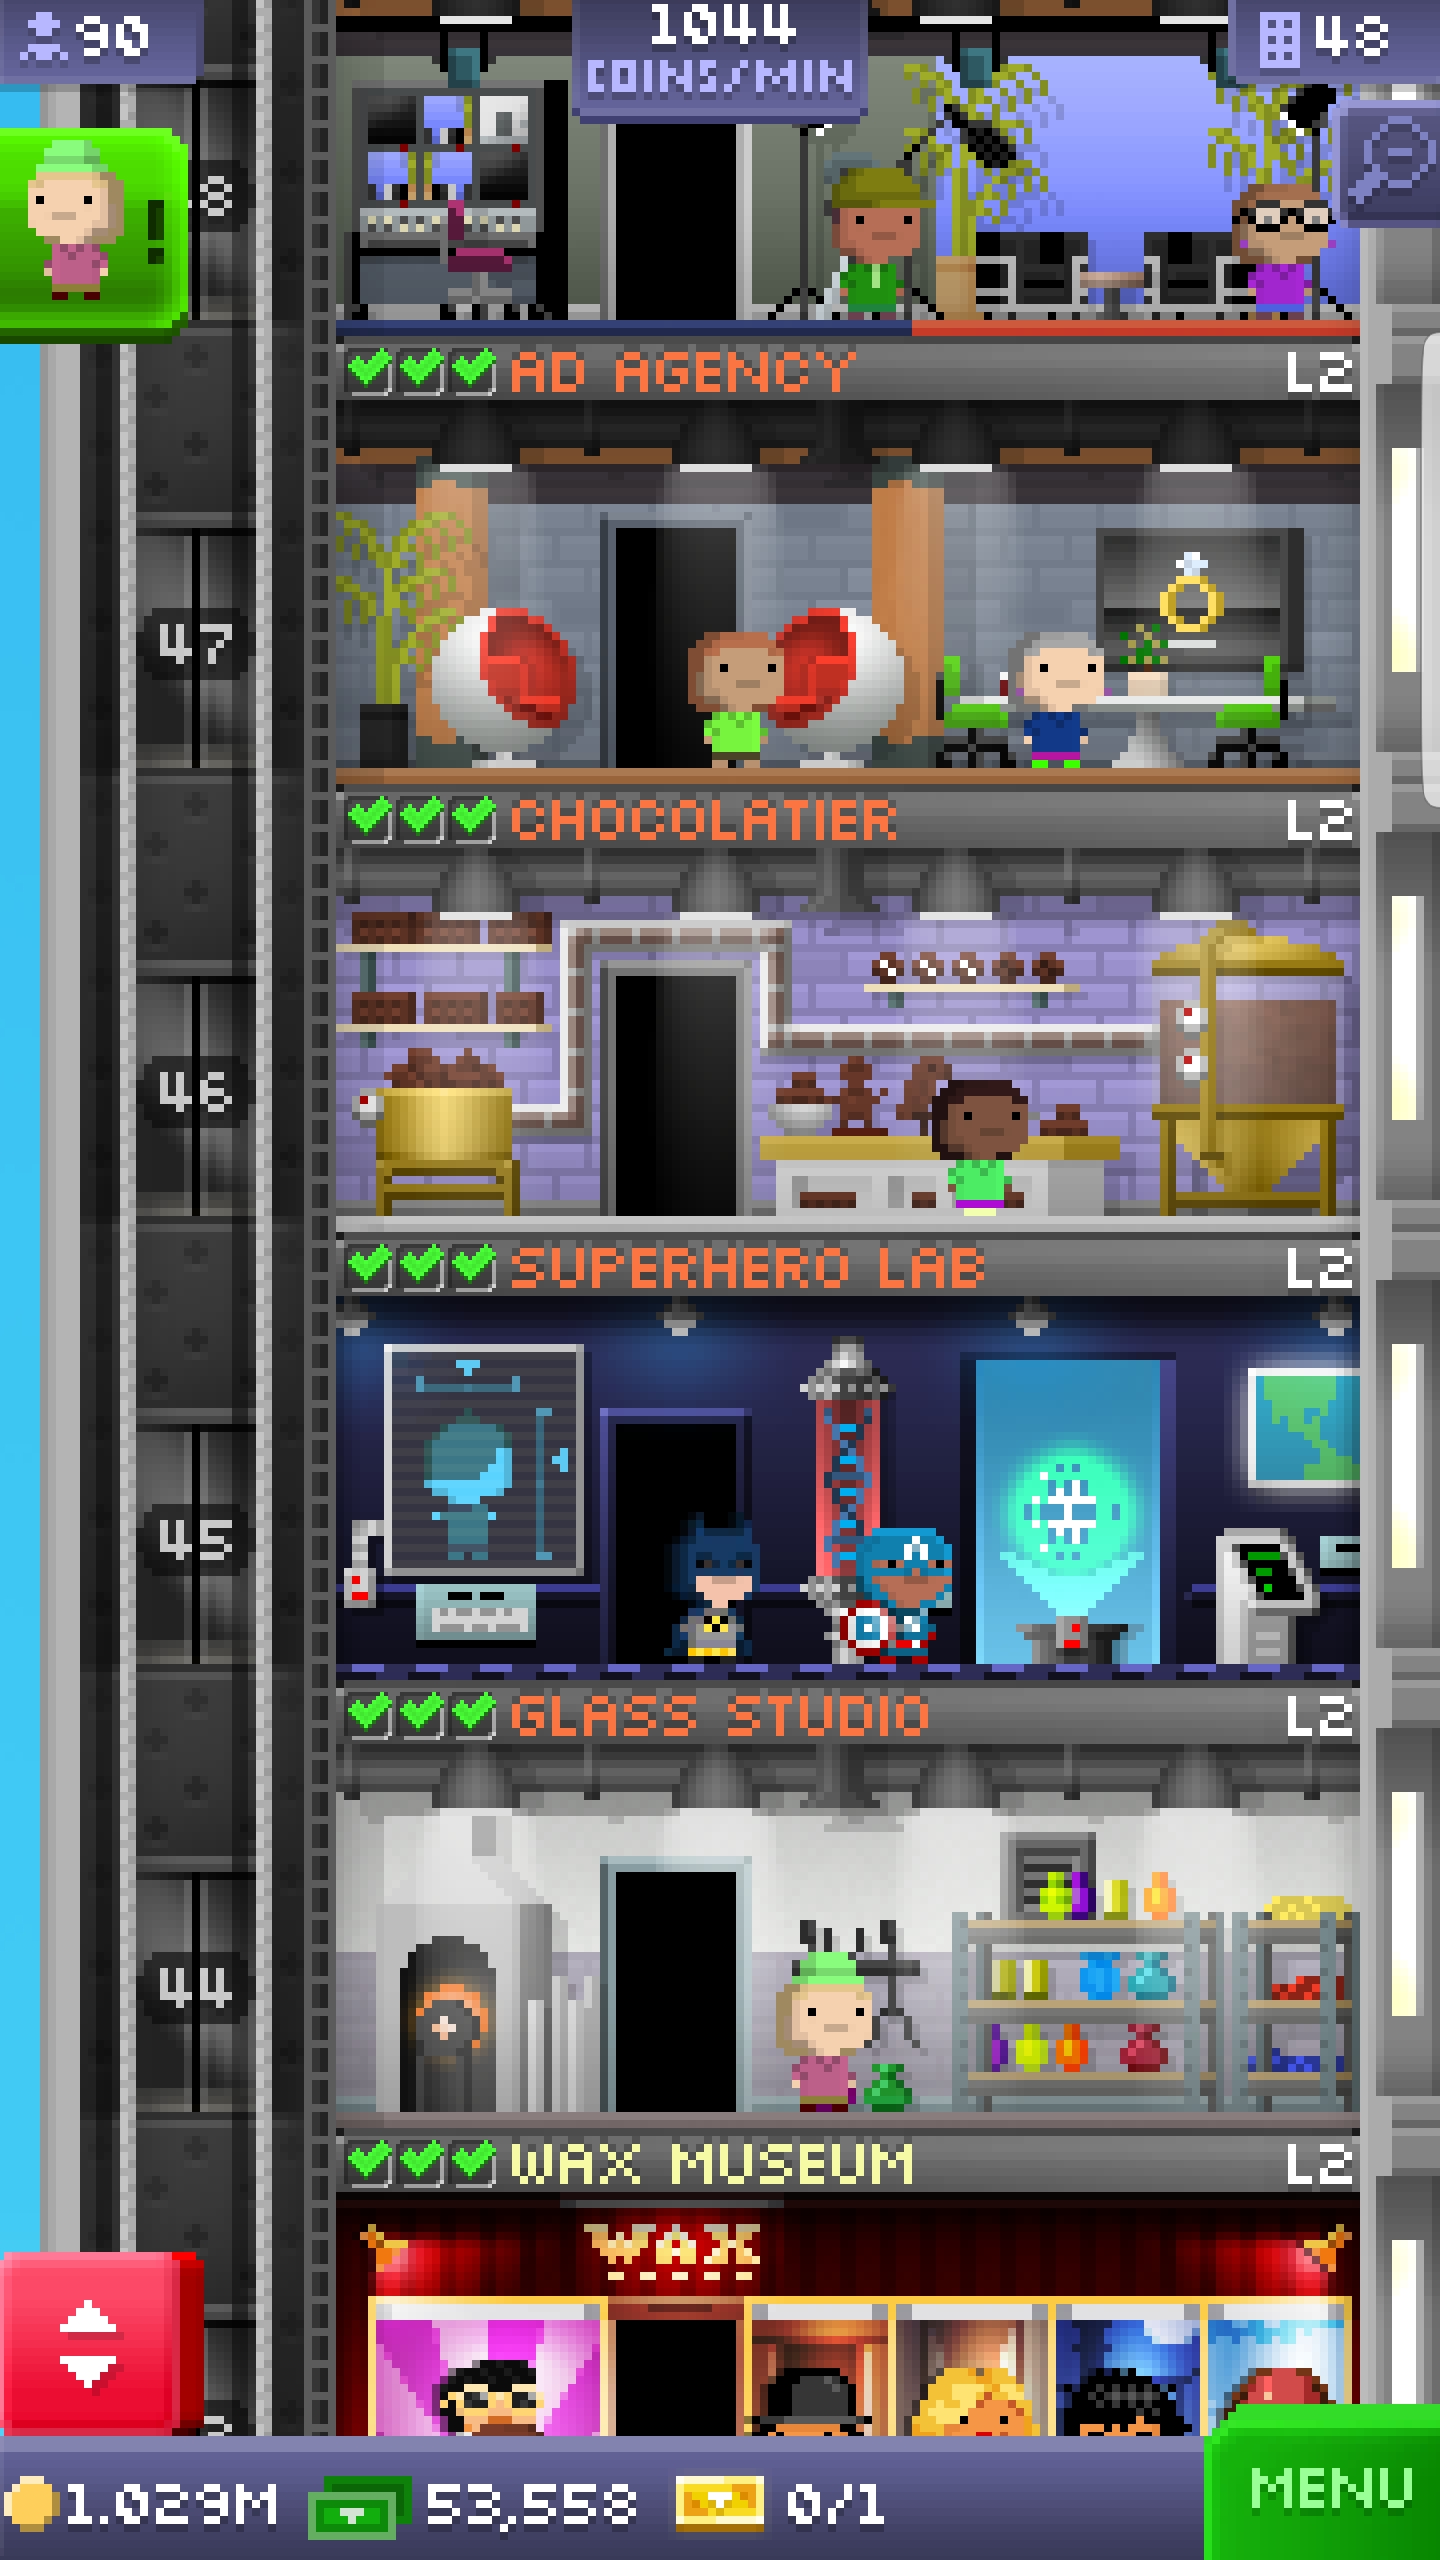 90
1044
COINS/MIN
48
8
!
AD AGENCY L2
47
CHOCOLATIER L2
46
SUPERHERO LAB L2
45
GLASS STUDIO L2
44
WAX MUSEUM L2
WAX
1.029M 53,558 0/1
MENU